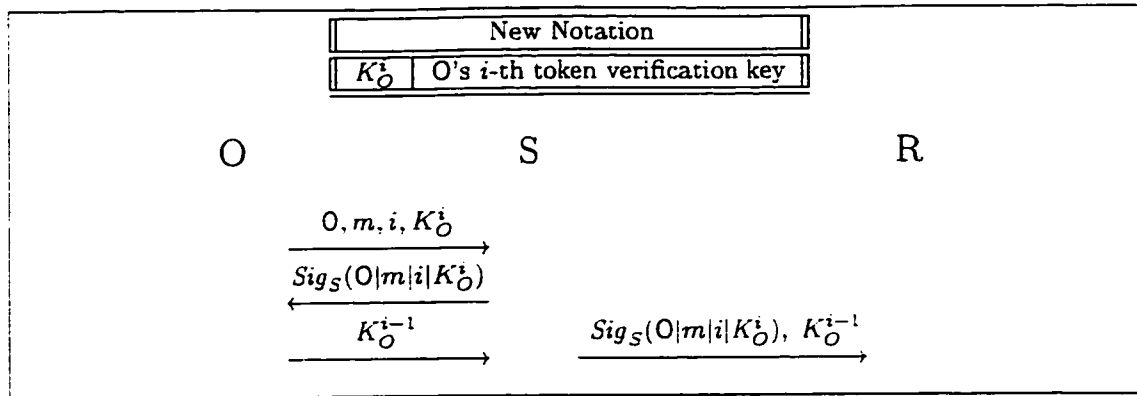 New Notation
K_O^i O's i-th token verification key
O S R
O, m, i, K_O^i
Sig_S(O|m|i|K_O^i)
K_O^{i-1} Sig_S(O|m|i|K_O^i), K_O^{i-1}